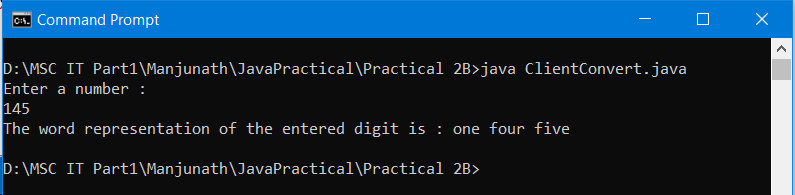 Command Prompt
D:\MSC IT Part1\Manjunath\JavaPractical\Practical 2B>java ClientConvert.java
Enter a number :
145
The word representation of the entered digit is : one four five
D:\MSC IT Part1\Manjunath\JavaPractical\Practical 2B>